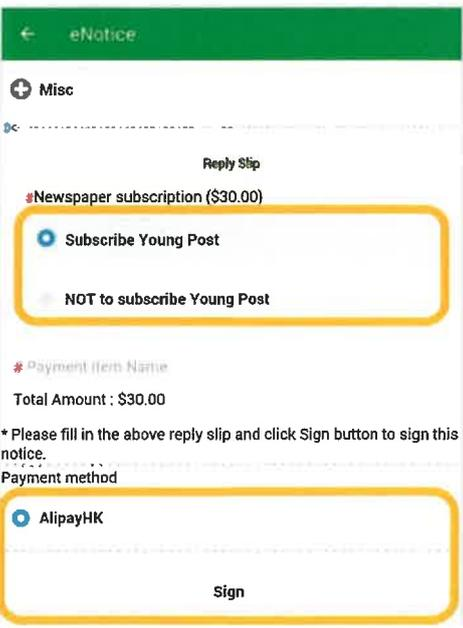 eNotice
Misc
Reply Slip
#Newspaper subscription ($30.00)
Subscribe Young Post
NOT to subscribe Young Post
# Payment Item Name
Total Amount : $30.00
* Please fill in the above reply slip and click Sign button to sign this
notice.
Payment method
AlipayHK
Sign